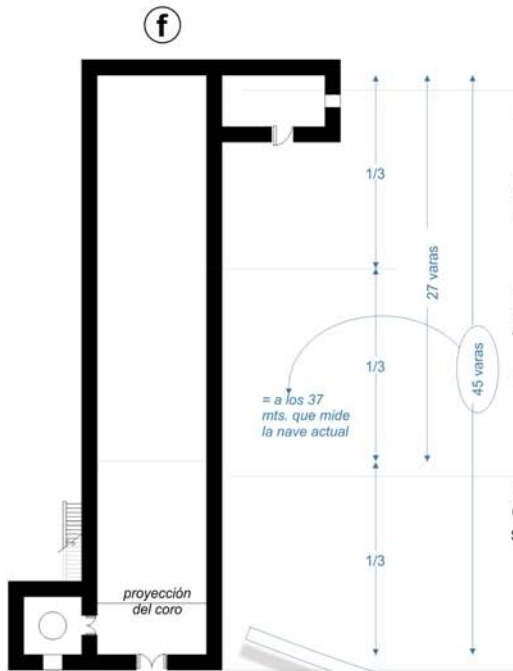 f
1/3
27 varas
1/3
45 varas
= a los 37
mts. que mide
la nave actual
1/3
proyección
del coro